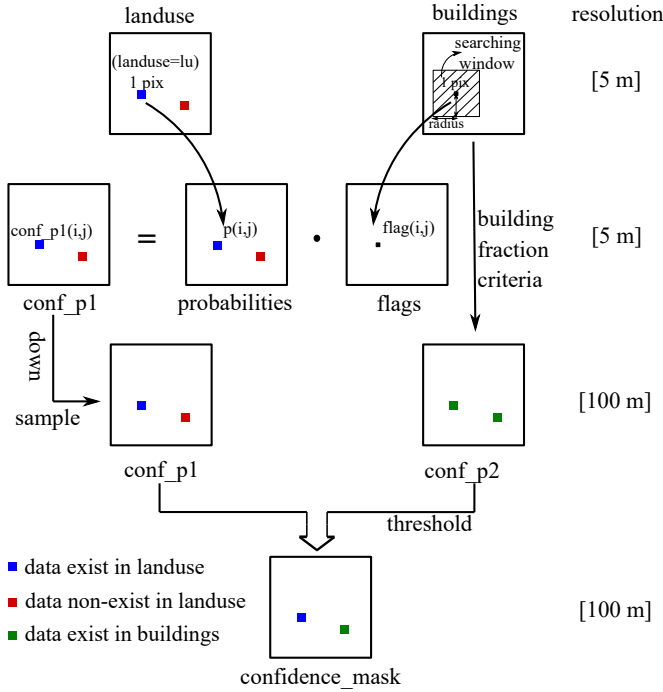 landuse
buildings
resolution
(landuse=lu)
1 pix
searching
window
1 pix
radius
[5 m]
conf_p1(i,j)
=
p(i,j)
·
flag(i,j)
building
fraction
criteria
[5 m]
conf_p1
probabilities
flags
down
sample
[100 m]
conf_p1
conf_p2
threshold
data exist in landuse
data non-exist in landuse
data exist in buildings
[100 m]
confidence_mask